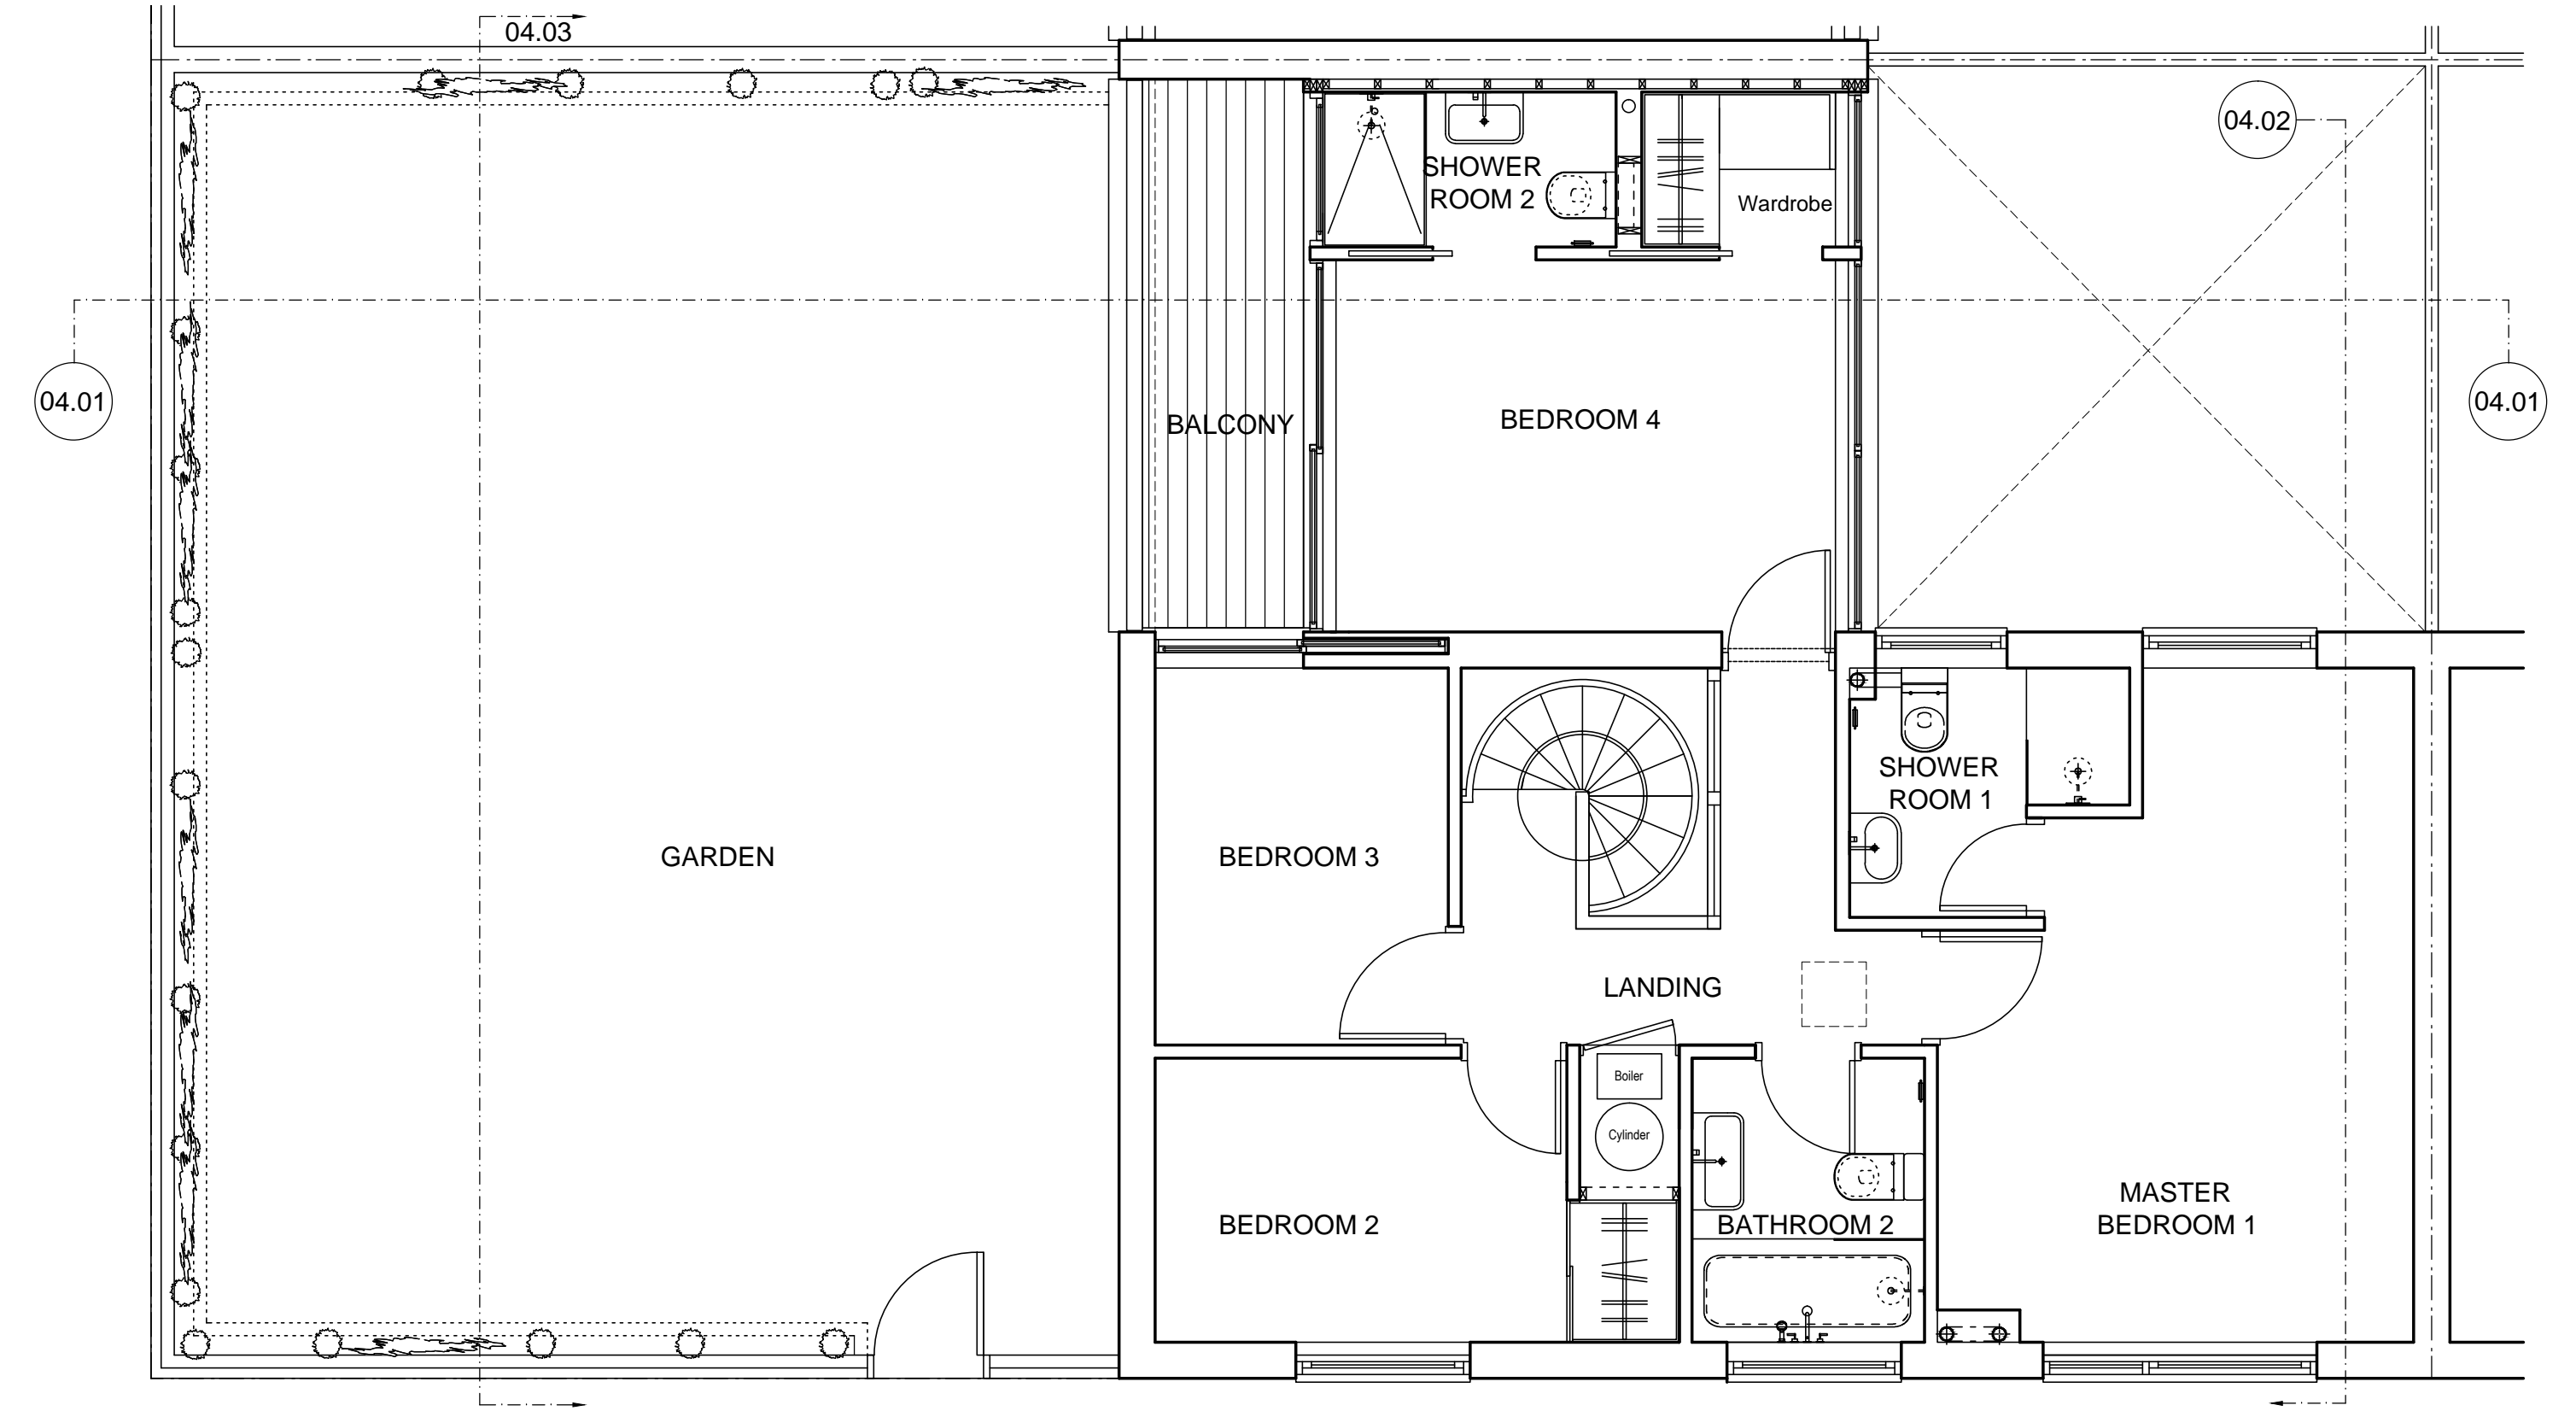 04.03
04.02
SHOWER
ROOM 2
Wardrobe
04.01
04.01
BALCONY
BEDROOM 4
SHOWER
ROOM 1
GARDEN
BEDROOM 3
LANDING
Boiler
Cylinder
MASTER
BEDROOM 1
BEDROOM 2
BATHROOM 2